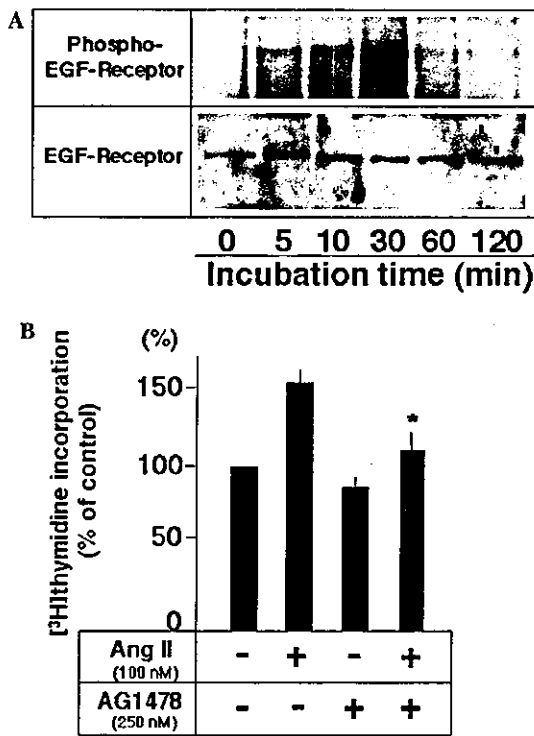 A
Phospho-
EGF-Receptor
EGF-Receptor
0 5 10 30 60 120
Incubation time (min)
B
(%)
[³H]thymidine incorporation
(% of control)
150
100
50
0
*
Ang II - + - +
(100 nM)
AG1478 - - + +
(250 nM)